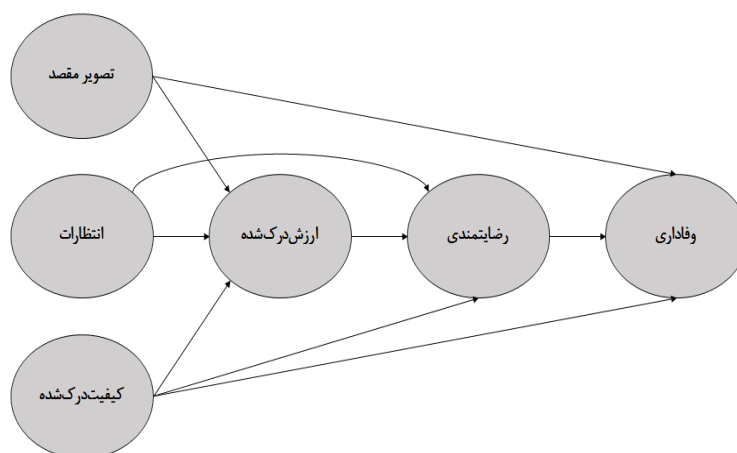 تصویر مقصد
انتظارات
ارزش‌درک‌شده
رضایتمندی
وفاداری
کیفیت‌درک‌شده